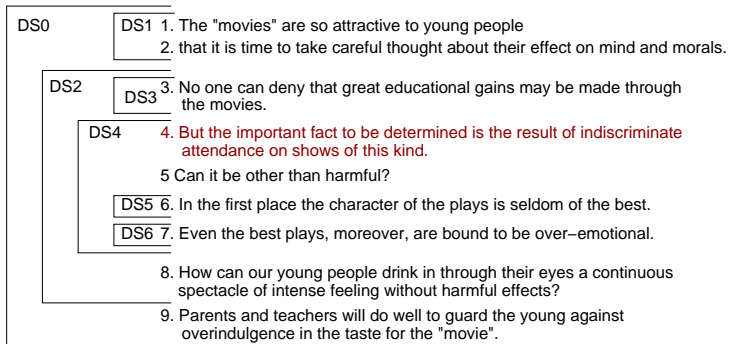 DS0 DS1 1. The "movies" are so attractive to young people
2. that it is time to take careful thought about their effect on mind and morals.
DS2 DS3 3. No one can deny that great educational gains may be made through
the movies.
DS4 4. But the important fact to be determined is the result of indiscriminate
attendance on shows of this kind.
5 Can it be other than harmful?
DS5 6. In the first place the character of the plays is seldom of the best.
DS6 7. Even the best plays, moreover, are bound to be over−emotional.
8. How can our young people drink in through their eyes a continuous
spectacle of intense feeling without harmful effects?
9. Parents and teachers will do well to guard the young against
overindulgence in the taste for the "movie".